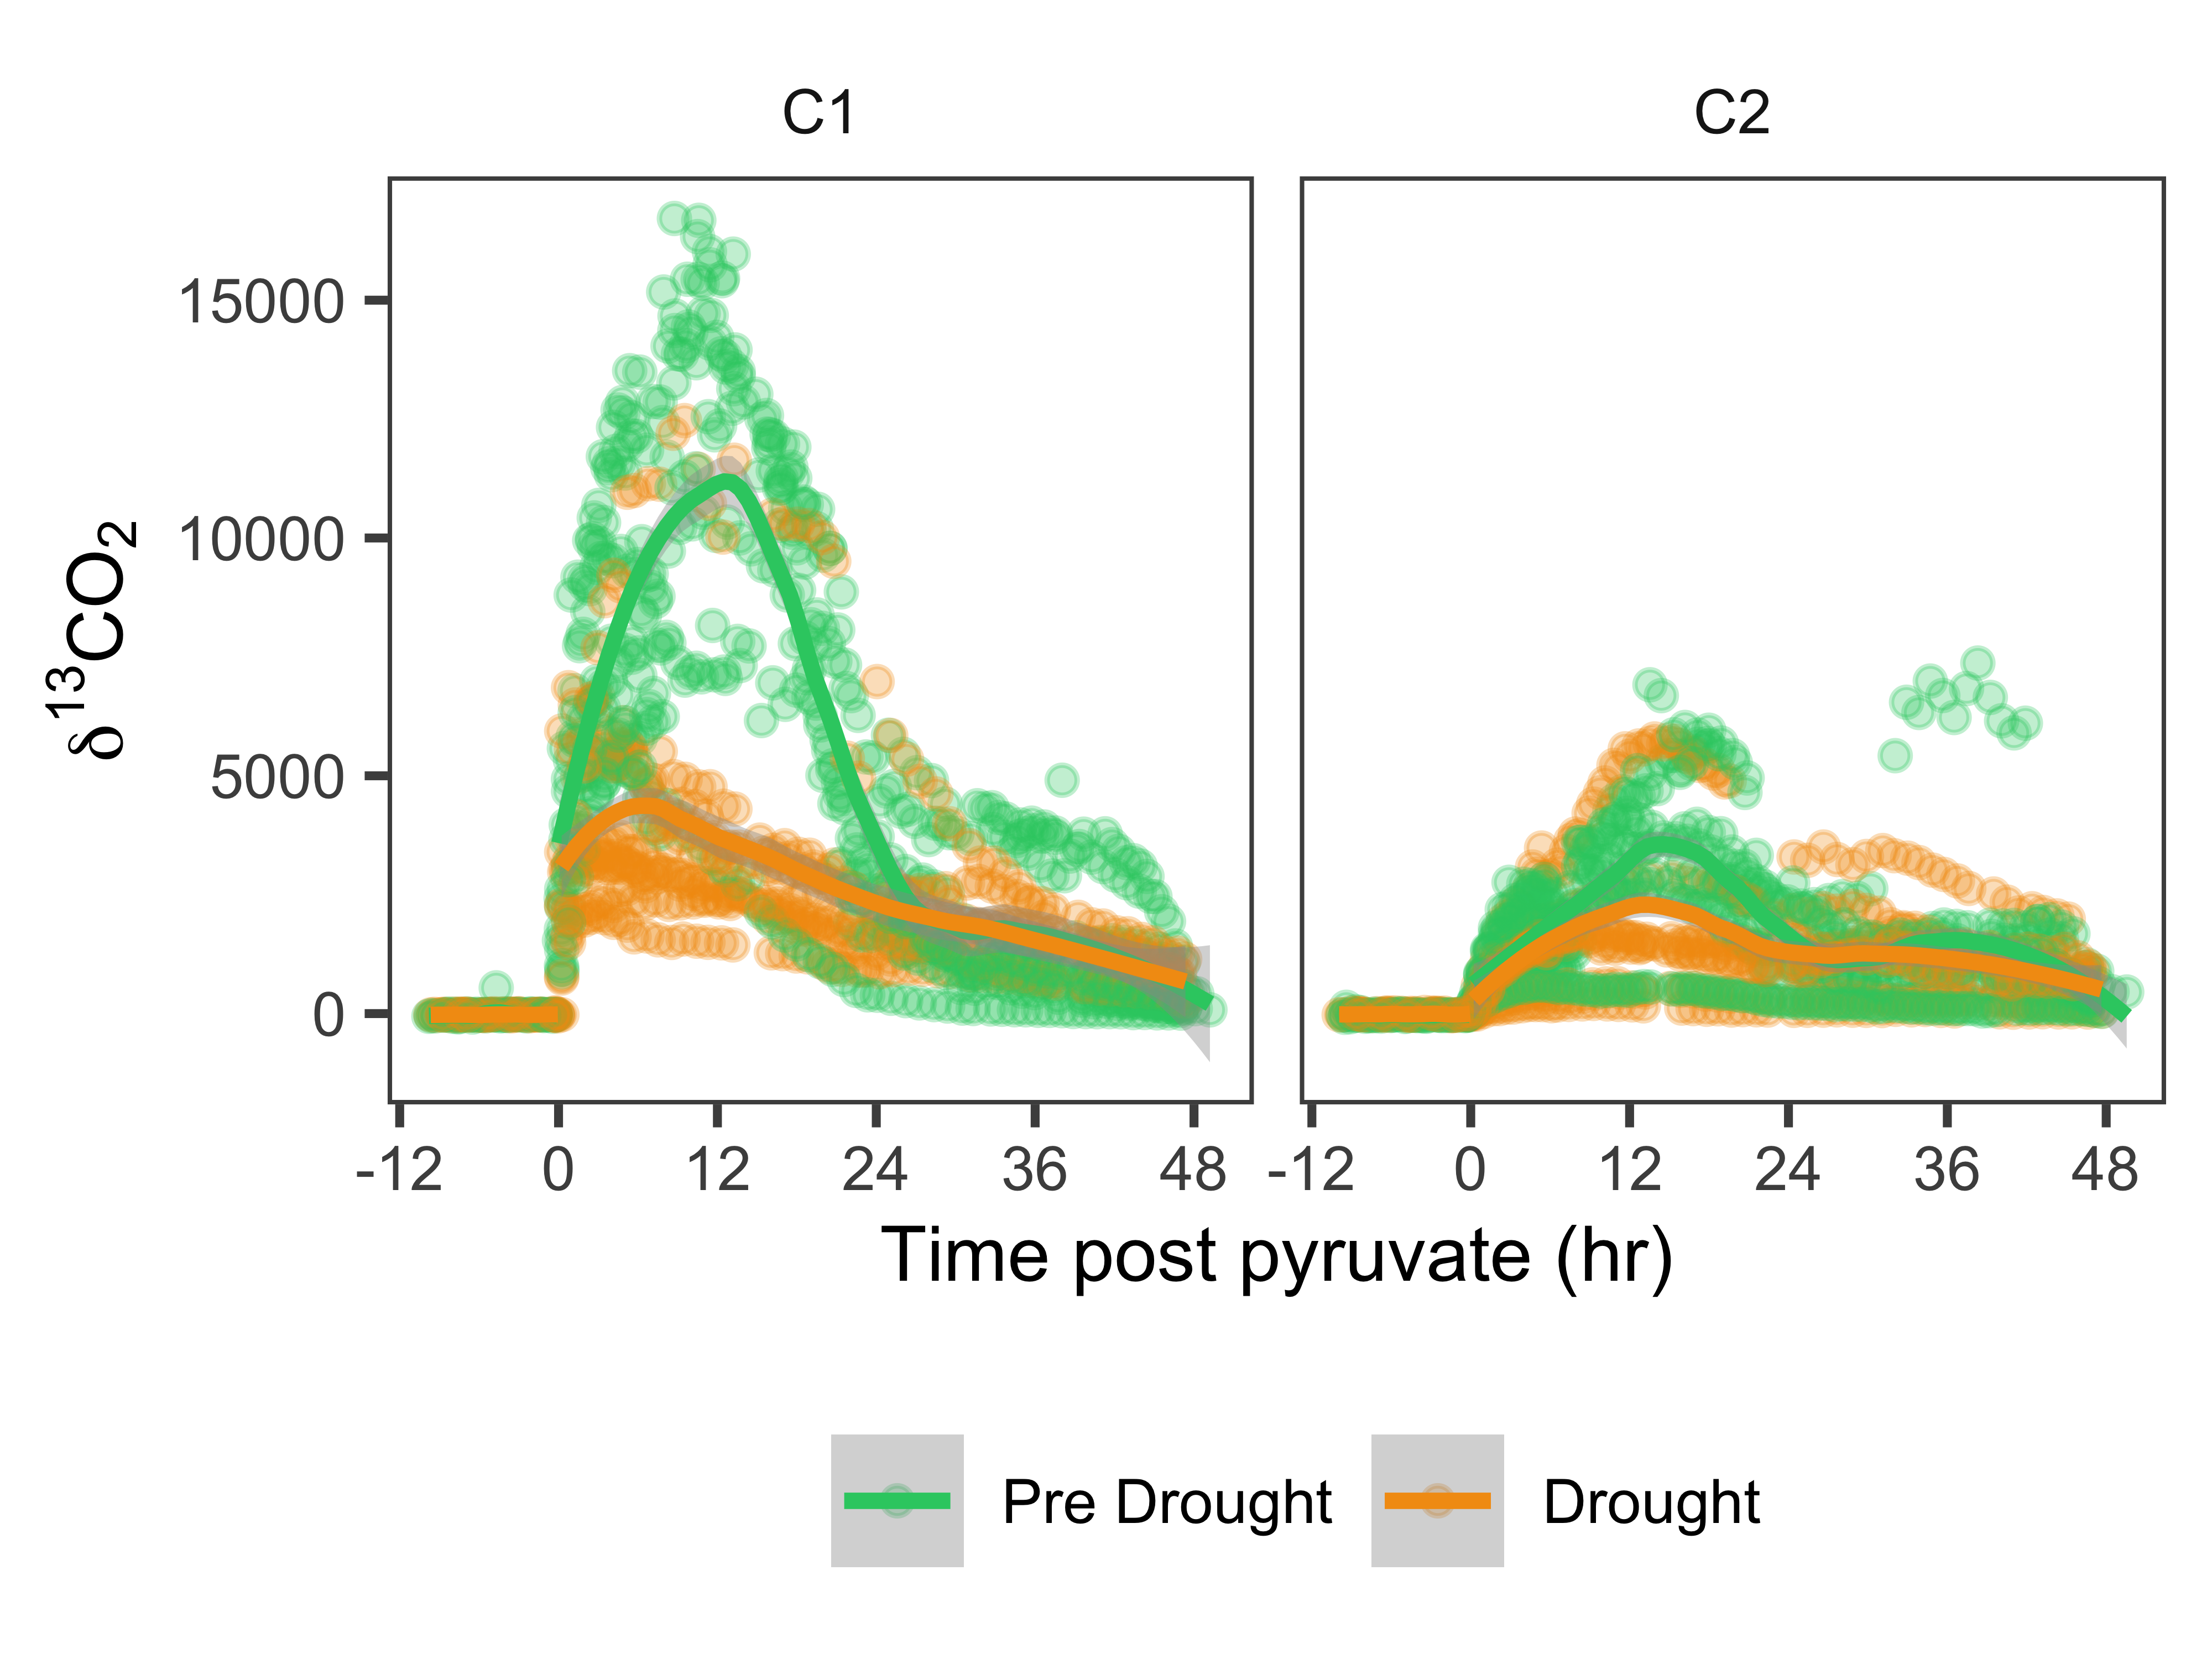 C1 C2
15000
10000
5000
0
δ ¹³CO₂
-12 0 12 24 36 48 -12 0 12 24 36 48
Time post pyruvate (hr)
Pre Drought Drought